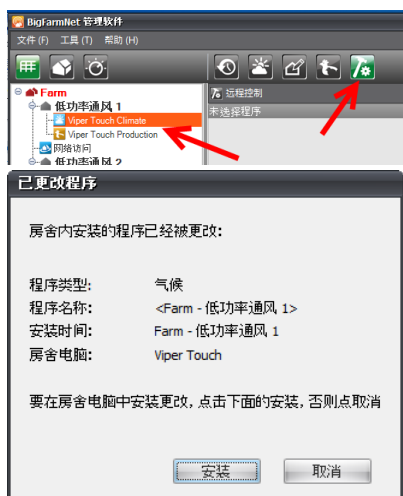 BigFarmNet 管理软件
文件(F) 工具(T) 帮助(H)
Farm
低功率通风 1
Viper Touch Climate
Viper Touch Production
网络访问
低功率通风 2
远程控制
未选择程序
已更改程序
房舍内安装的程序已经被更改:
程序类型: 气候
程序名称: <Farm - 低功率通风 1>
安装时间: Farm - 低功率通风 1
房舍电脑: Viper Touch
要在房舍电脑中安装更改, 点击下面的安装, 否则点取消
安装 取消